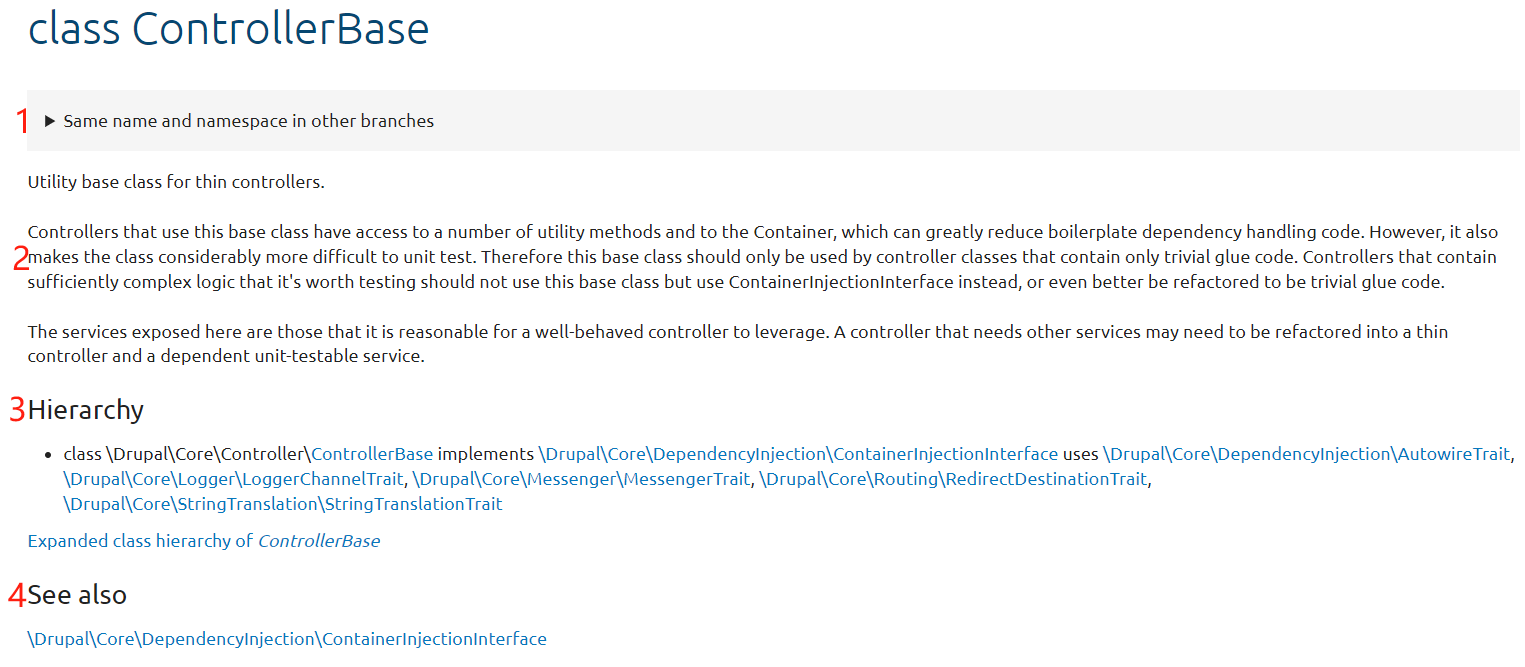 class ControllerBase
1 ▶ Same name and namespace in other branches
Utility base class for thin controllers.
Controllers that use this base class have access to a number of utility methods and to the Container, which can greatly reduce boilerplate dependency handling code. However, it also
2 makes the class considerably more difficult to unit test. Therefore this base class should only be used by controller classes that contain only trivial glue code. Controllers that contain
sufficiently complex logic that it's worth testing should not use this base class but use ContainerInjectionInterface instead, or even better be refactored to be trivial glue code.
The services exposed here are those that it is reasonable for a well-behaved controller to leverage. A controller that needs other services may need to be refactored into a thin
controller and a dependent unit-testable service.
3 Hierarchy
• class \Drupal\Core\Controller\ControllerBase implements \Drupal\Core\DependencyInjection\ContainerInjectionInterface uses \Drupal\Core\DependencyInjection\AutowireTrait,
\Drupal\Core\Logger\LoggerChannelTrait, \Drupal\Core\Messenger\MessengerTrait, \Drupal\Core\Routing\RedirectDestinationTrait,
\Drupal\Core\StringTranslation\StringTranslationTrait
Expanded class hierarchy of ControllerBase
4 See also
\Drupal\Core\DependencyInjection\ContainerInjectionInterface